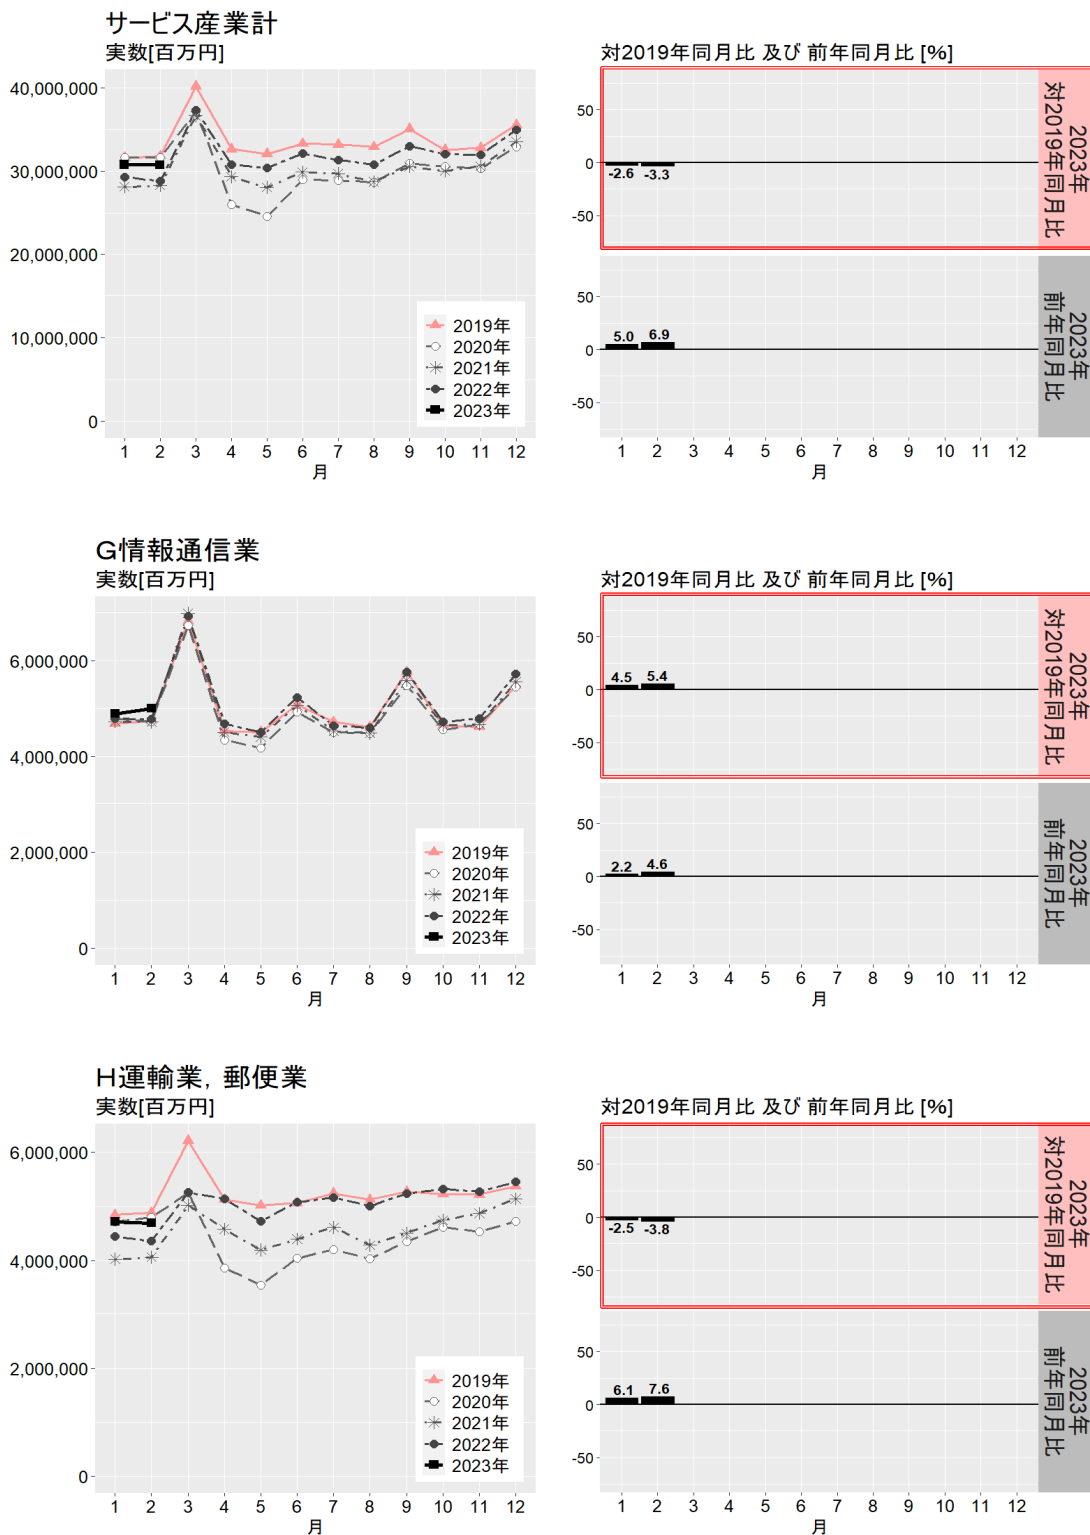 サービス産業計
実数[百万円]
40,000,000
30,000,000
20,000,000
10,000,000
0
2019年
2020年
2021年
2022年
2023年
1 2 3 4 5 6 7 8 9 10 11 12
月
対2019年同月比 及び 前年同月比 [%]
50
0
-50
-2.6 -3.3
2023年
対2019年同月比
50
0
-50
5.0 6.9
2023年
前年同月比
1 2 3 4 5 6 7 8 9 10 11 12
月
G情報通信業
実数[百万円]
6,000,000
4,000,000
2,000,000
0
2019年
2020年
2021年
2022年
2023年
1 2 3 4 5 6 7 8 9 10 11 12
月
対2019年同月比 及び 前年同月比 [%]
50
0
-50
4.5 5.4
2023年
対2019年同月比
50
0
-50
2.2 4.6
2023年
前年同月比
1 2 3 4 5 6 7 8 9 10 11 12
月
H運輸業，郵便業
実数[百万円]
6,000,000
4,000,000
2,000,000
0
2019年
2020年
2021年
2022年
2023年
1 2 3 4 5 6 7 8 9 10 11 12
月
対2019年同月比 及び 前年同月比 [%]
50
0
-50
-2.5 -3.8
2023年
対2019年同月比
50
0
-50
6.1 7.6
2023年
前年同月比
1 2 3 4 5 6 7 8 9 10 11 12
月